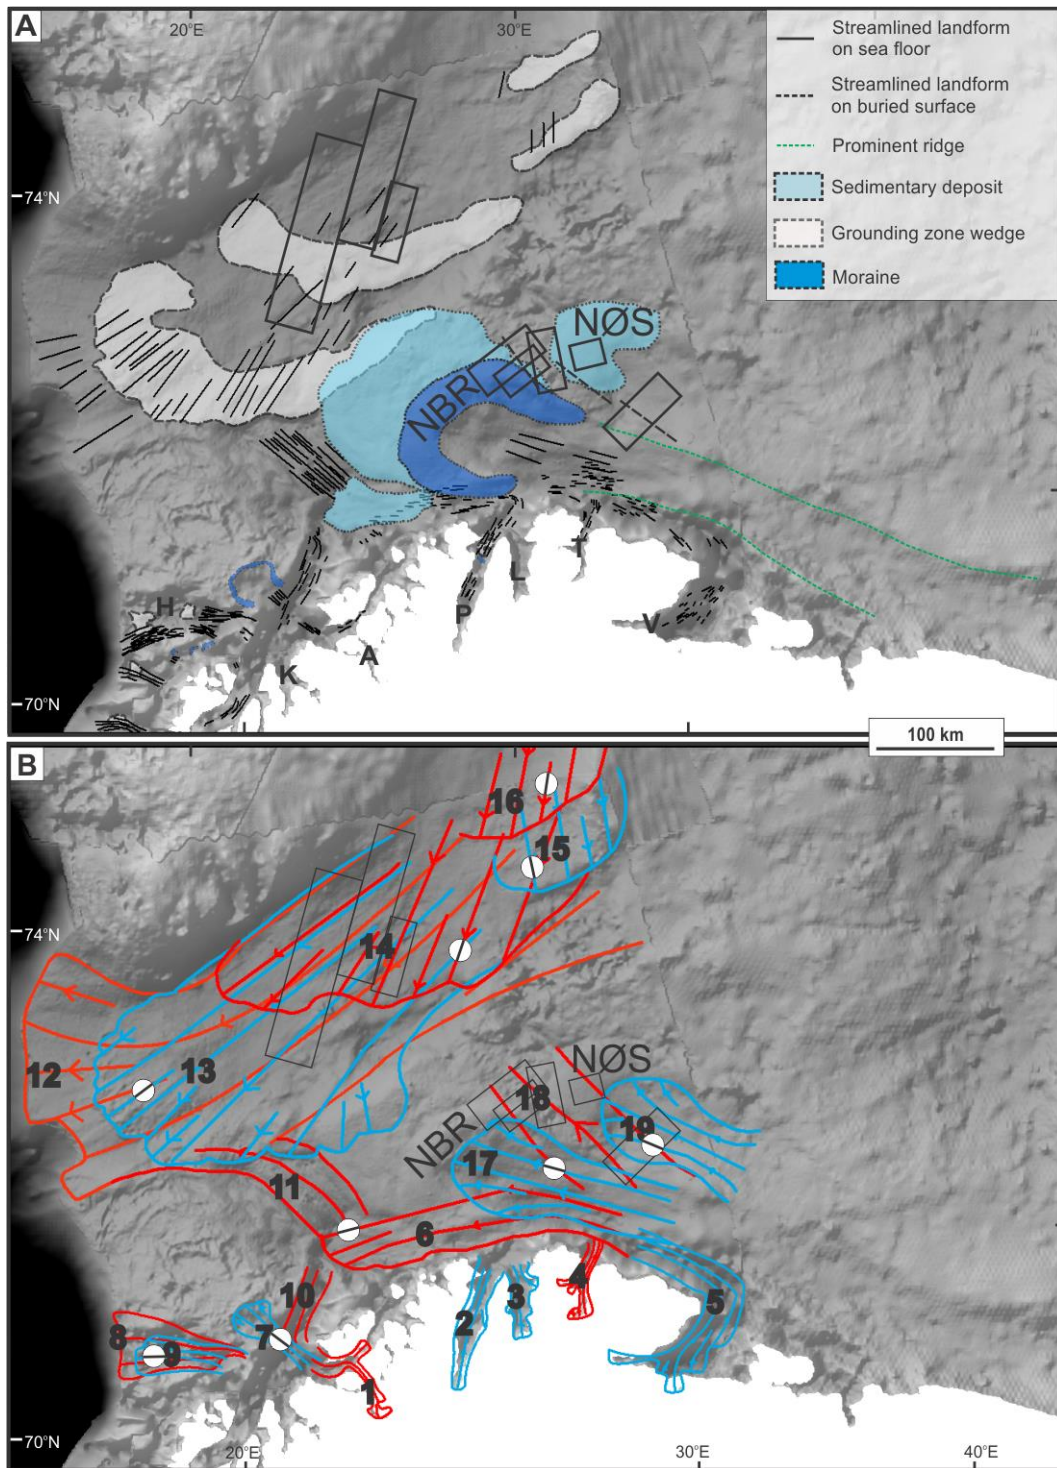 A
20°E
30°E
Streamlined landform
on sea floor
Streamlined landform
on buried surface
Prominent ridge
Sedimentary deposit
Grounding zone wedge
Moraine
74°N
NØS
NBR
H
P
L
T
V
A
K
70°N
100 km
B
16
15
74°N
14
12
13
NØS
18
NBR
19
17
11
6
10
4
3
5
2
8
9
7
1
70°N
20°E
30°E
40°E